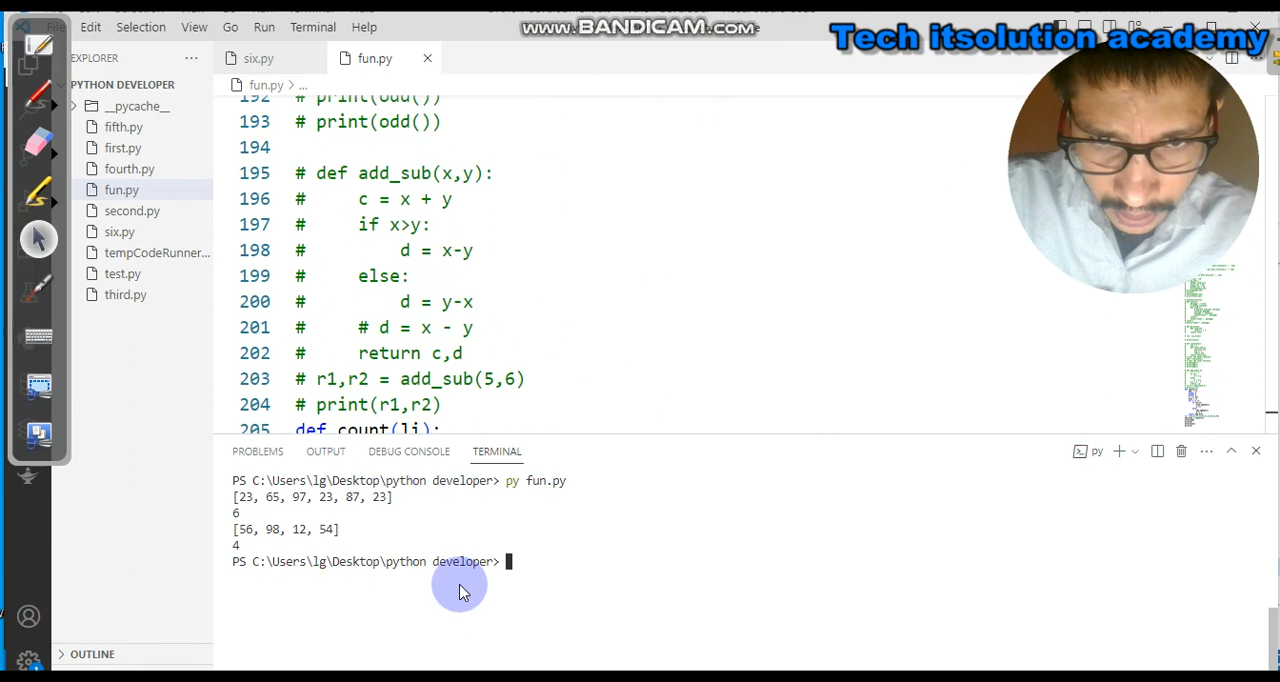 File Edit Selection View Go Run Terminal Help
www.BANDICAM.com
Tech itsolution academy
EXPLORER
PYTHON DEVELOPER
__pycache__
fifth.py
first.py
fourth.py
fun.py
second.py
six.py
tempCodeRunner...
test.py
third.py
OUTLINE
six.py fun.py
fun.py > ...
192 # print(odd())
193 # print(odd())
194
195 # def add_sub(x,y):
196 #     c = x + y
197 #     if x>y:
198 #         d = x-y
199 #     else:
200 #         d = y-x
201 #     # d = x - y
202 #     return c,d
203 # r1,r2 = add_sub(5,6)
204 # print(r1,r2)
205 def count(li):
PROBLEMS OUTPUT DEBUG CONSOLE TERMINAL
py
PS C:\Users\lg\Desktop\python developer> py fun.py
[23, 65, 97, 23, 87, 23]
6
[56, 98, 12, 54]
4
PS C:\Users\lg\Desktop\python developer>